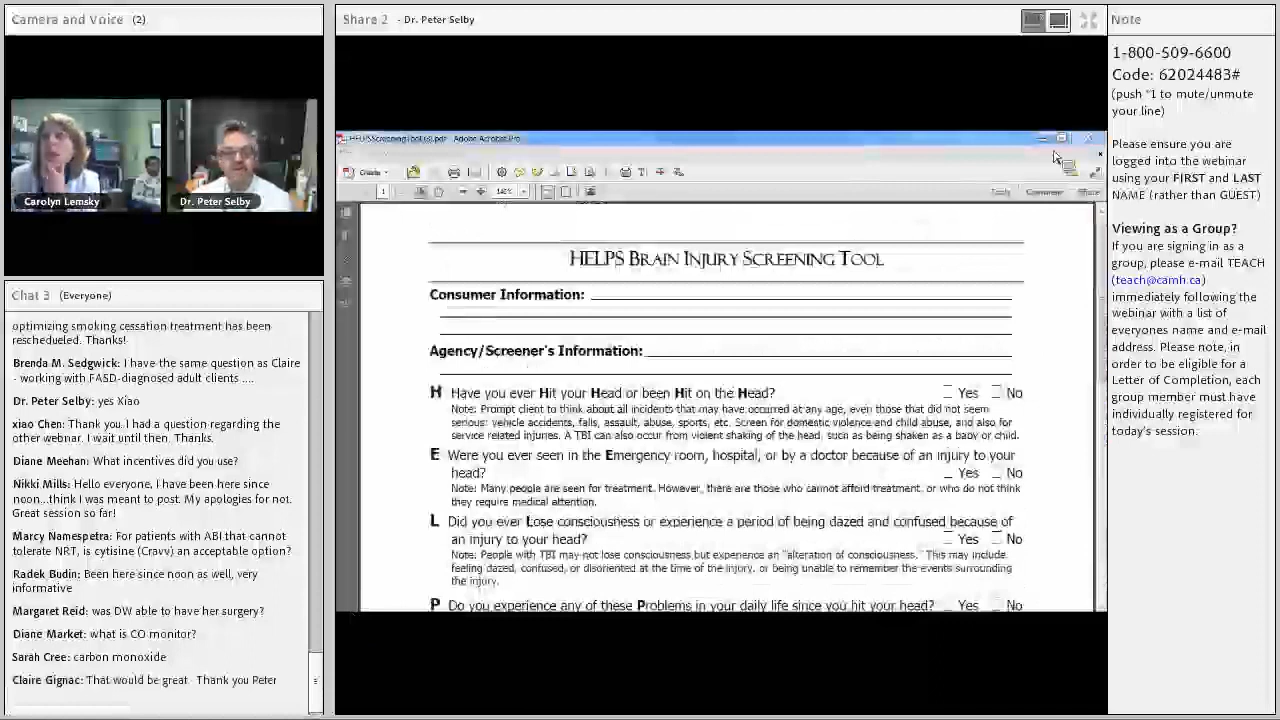 Camera and Voice (2)
Carolyn Lemsky
Dr. Peter Selby
Chat 3 (Everyone)
optimizing smoking cessation treatment has been
rescheduled. Thanks!
Brenda M. Sedgwick: I have the same question as Claire
- working with FASD-diagnosed adult clients ....
Dr. Peter Selby: yes Xiao
xiao Chen: Thank you.I had a question regarding the
other webinar. I wait until then, Thanks.
Diane Meehan: What incentives did you use?
Nikki Mills: Hello everyone, I have been here since
noon...think I was meant to post. My apologies for not.
Great session so far!
Marcy Namespetra: For patients with ABI that cannot
tolerate NRT, is cytisine (Cravv) an acceptable option?
Radek Budin: Been here since noon as well, very
informative
Margaret Reid: was DW able to have her surgery?
Diane Market: what is CO monitor?
Sarah Cree: carbon monoxide
Claire Gignac: That would be great. Thank you Peter
Share 2 - Dr. Peter Selby
Adobe Acrobat Pro
Create
1
Tools
Comment
Share
HELPS BRAIN INJURY SCREENING TOOL
Consumer Information:
Agency/Screener's Information:
H Have you ever Hit your Head or been Hit on the Head? Yes No
Note: Prompt client to think about all incidents that may have occurred at any age, even those that did not seem
serious: vehicle accidents, falls, assault, abuse, sports, etc. Screen for domestic violence and child abuse, and also for
service related injuries. A TBI can also occur from violent shaking of the head, such as being shaken as a baby or child.
E Were you ever seen in the Emergency room, hospital, or by a doctor because of an injury to your
head? Yes No
Note: Many people are seen for treatment. However, there are those who cannot afford treatment, or who do not think
they require medical attention.
L Did you ever Lose consciousness or experience a period of being dazed and confused because of
an injury to your head? Yes No
Note: People with TBI may not lose consciousness but experience an "alteration of consciousness." This may include
feeling dazed, confused, or disoriented at the time of the injury, or being unable to remember the events surrounding
the injury.
P Do you experience any of these Problems in your daily life since you hit your head? Yes No
Note
1-800-509-6600
Code: 62024483#
(push *1 to mute/unmute
your line)
Please ensure you are
logged into the webinar
using your FIRST and LAST
NAME (rather than GUEST)
Viewing as a Group?
If you are signing in as a
group, please e-mail TEACH
(teach@camh.ca)
immediately following the
webinar with a list of
everyones name and e-mail
address. Please note, in
order to be eligible for a
Letter of Completion, each
group member must have
individually registered for
today's session.